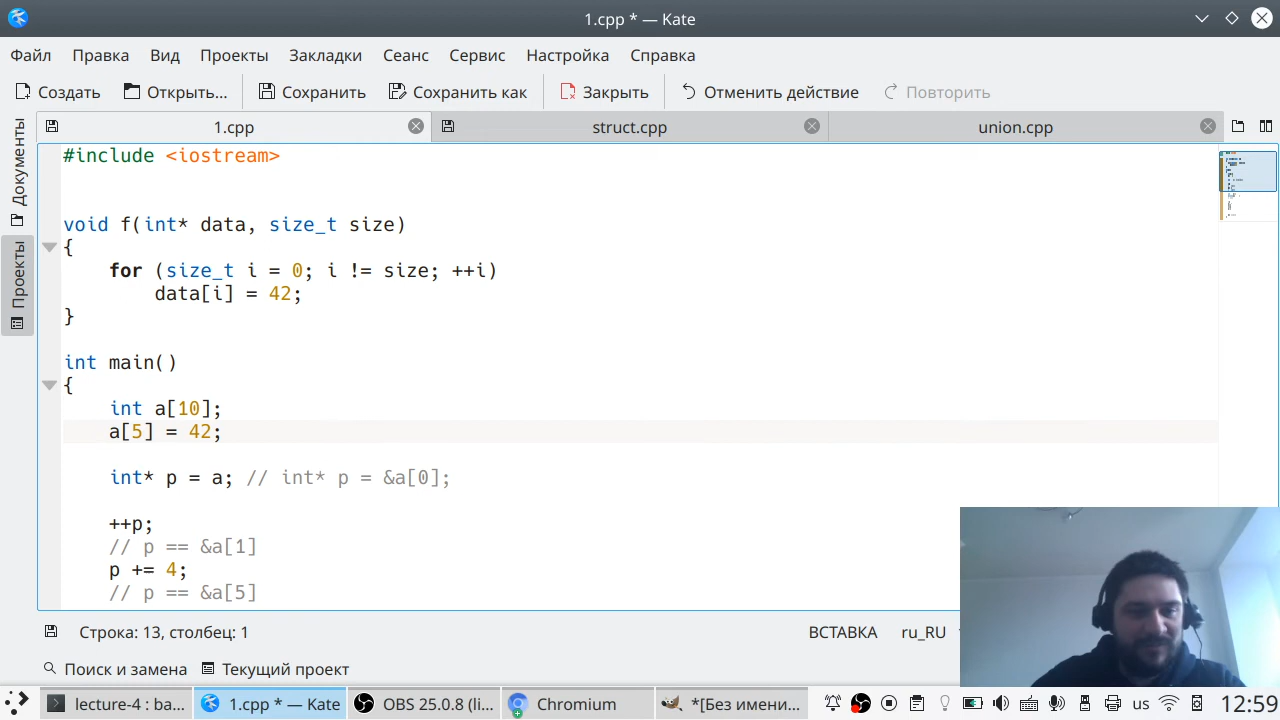 1.cpp * — Kate
Файл Правка Вид Проекты Закладки Сеанс Сервис Настройка Справка
Создать Открыть... Сохранить Сохранить как Закрыть Отменить действие Повторить
1.cpp struct.cpp union.cpp
Документы
Проекты
#include <iostream>
void f(int* data, size_t size)
{
    for (size_t i = 0; i != size; ++i)
        data[i] = 42;
}
int main()
{
    int a[10];
    a[5] = 42;
    int* p = a; // int* p = &a[0];
    ++p;
    // p == &a[1]
    p += 4;
    // p == &a[5]
Строка: 13, столбец: 1 ВСТАВКА ru_RU
Поиск и замена Текущий проект
lecture-4 : ba... 1.cpp * — Kate OBS 25.0.8 (li... Chromium *[Без имени... us 12:59